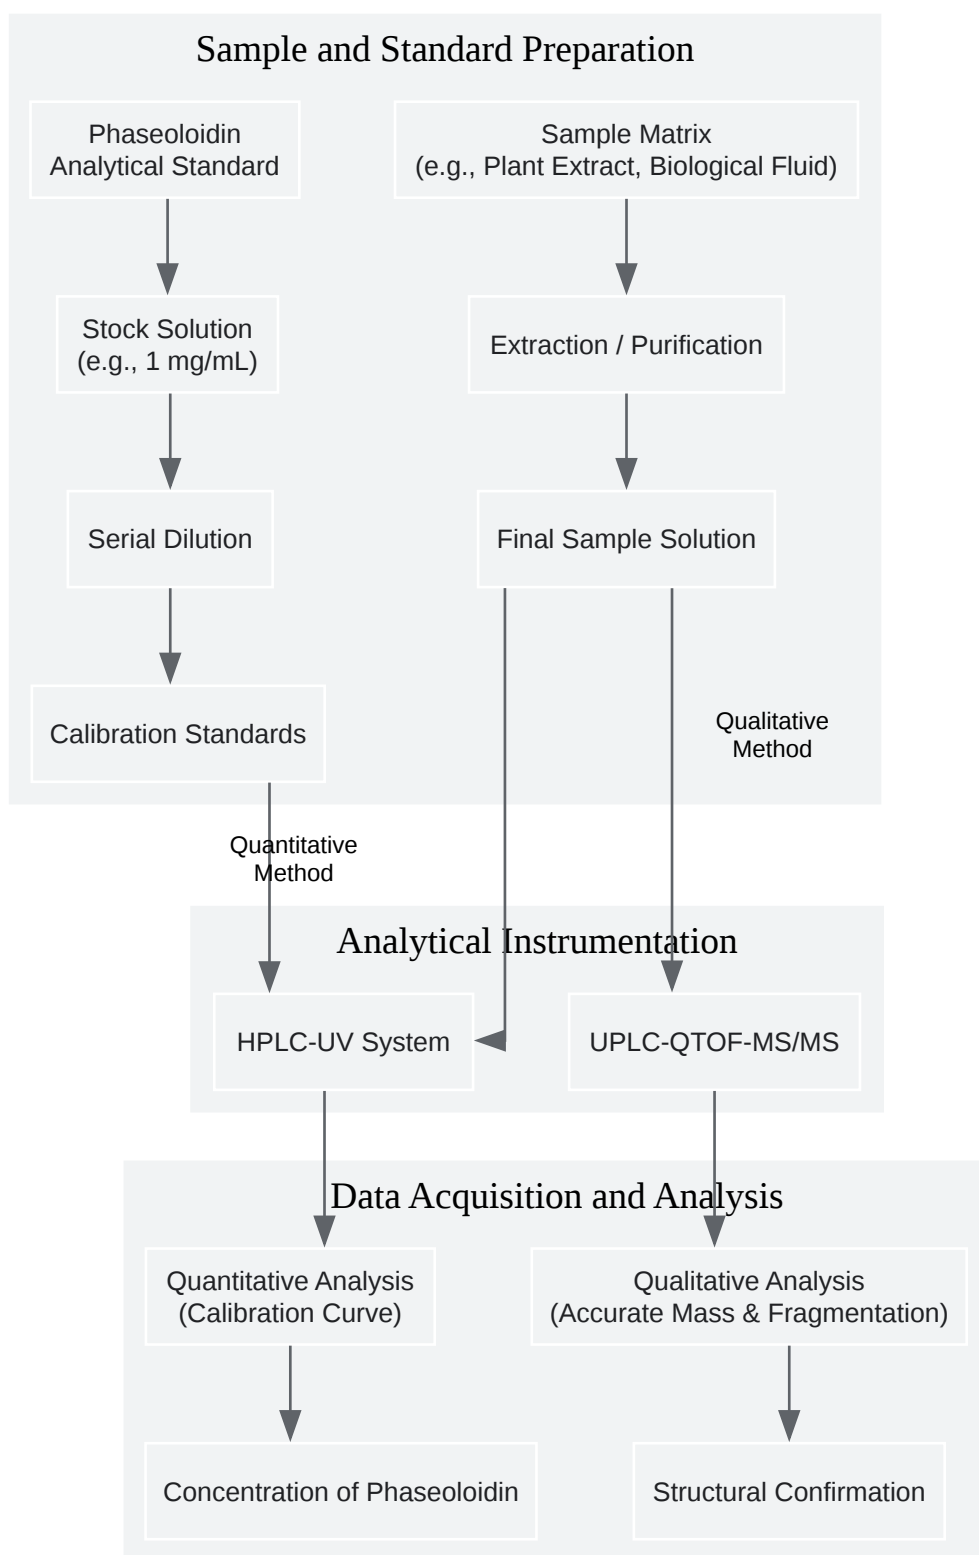 Sample and Standard Preparation
Phaseoloidin
Analytical Standard
Sample Matrix
(e.g., Plant Extract, Biological Fluid)
Stock Solution
(e.g., 1 mg/mL)
Extraction / Purification
Serial Dilution
Final Sample Solution
Calibration Standards
Qualitative
Method
Quantitative
Method
Analytical Instrumentation
HPLC-UV System
UPLC-QTOF-MS/MS
Data Acquisition and Analysis
Quantitative Analysis
(Calibration Curve)
Qualitative Analysis
(Accurate Mass & Fragmentation)
Concentration of Phaseoloidin
Structural Confirmation